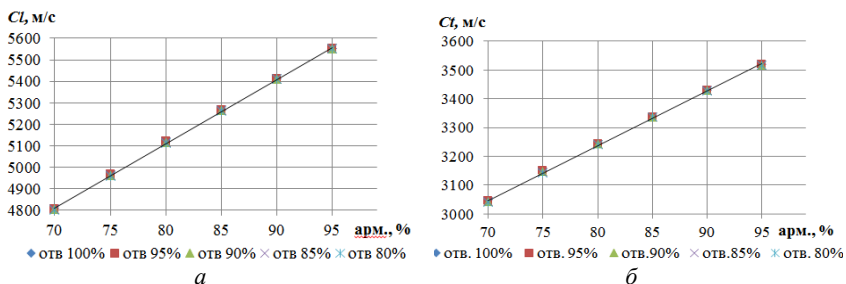 Cl, м/с
5600
5500
5400
5300
5200
5100
5000
4900
4800
70 75 80 85 90 95
арм., %
отв 100% отв 95% отв 90% отв 85% отв 80%
а
Ct, м/с
3600
3500
3400
3300
3200
3100
3000
70 75 80 85 90 95
арм., %
отв. 100% отв. 95% отв.90% отв.85% отв. 80%
б